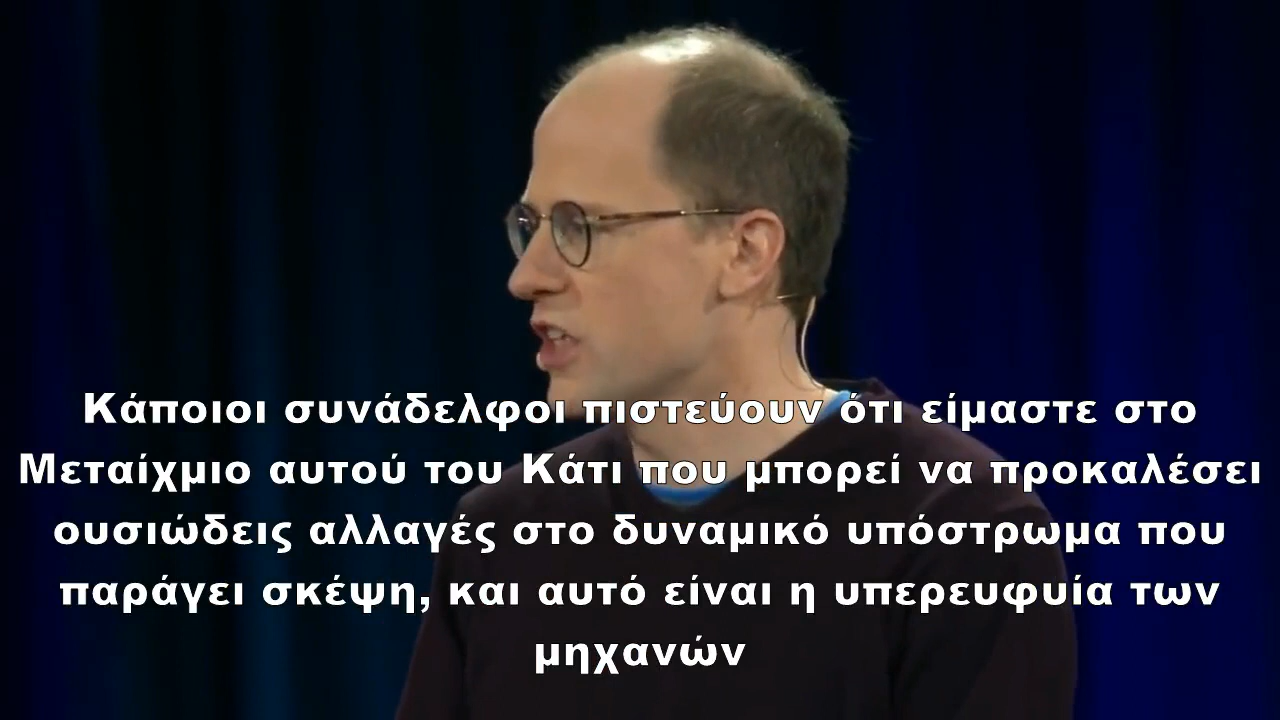 Κάποιοι συνάδελφοι πιστεύουν ότι είμαστε στο
Μεταίχμιο αυτού του Κάτι που μπορεί να προκαλέσει
ουσιώδεις αλλαγές στο δυναμικό υπόστρωμα που
παράγει σκέψη, και αυτό είναι η υπερευφυία των
μηχανών